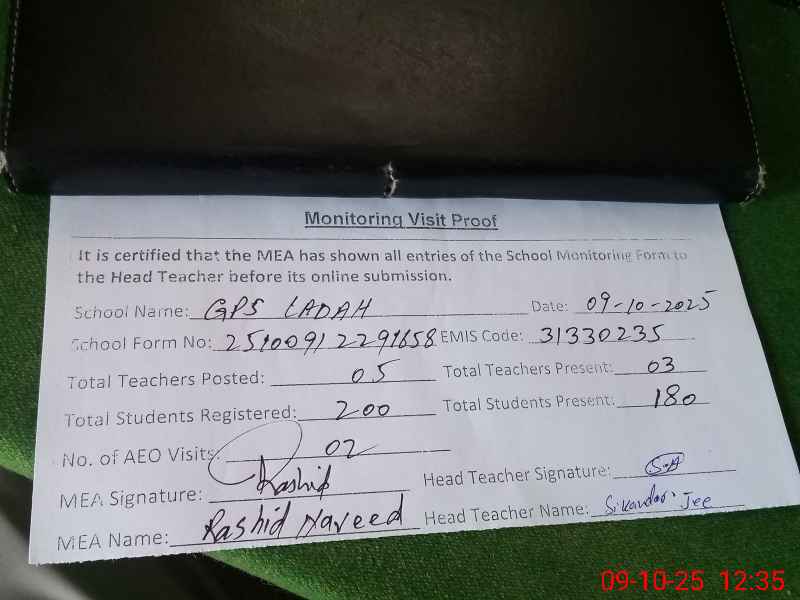 Monitoring Visit Proof
It is certified that the MEA has shown all entries of the School Monitoring Form to
the Head Teacher before its online submission.
School Name: GPS LADAH Date: 09-10-2025
School Form No: 2510091 2291658 EMIS Code: 31330235
Total Teachers Posted: 05 Total Teachers Present: 03
Total Students Registered: 200 Total Students Present: 180
No. of AEO Visits: 02
MEA Signature: Rashid Head Teacher Signature: S.A
MEA Name: Rashid Naveed Head Teacher Name: Sikandar Jee
09-10-25 12:35